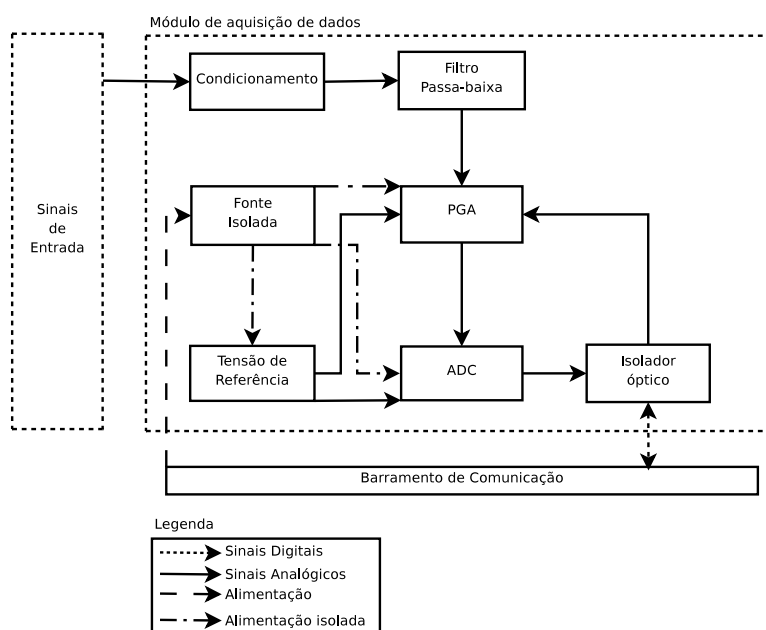 Módulo de aquisição de dados
Condicionamento
Filtro
Passa-baixa
Sinais
de
Entrada
Fonte
Isolada
PGA
Tensão de
Referência
ADC
Isolador
óptico
Barramento de Comunicação
Legenda
Sinais Digitais
Sinais Analógicos
Alimentação
Alimentação isolada